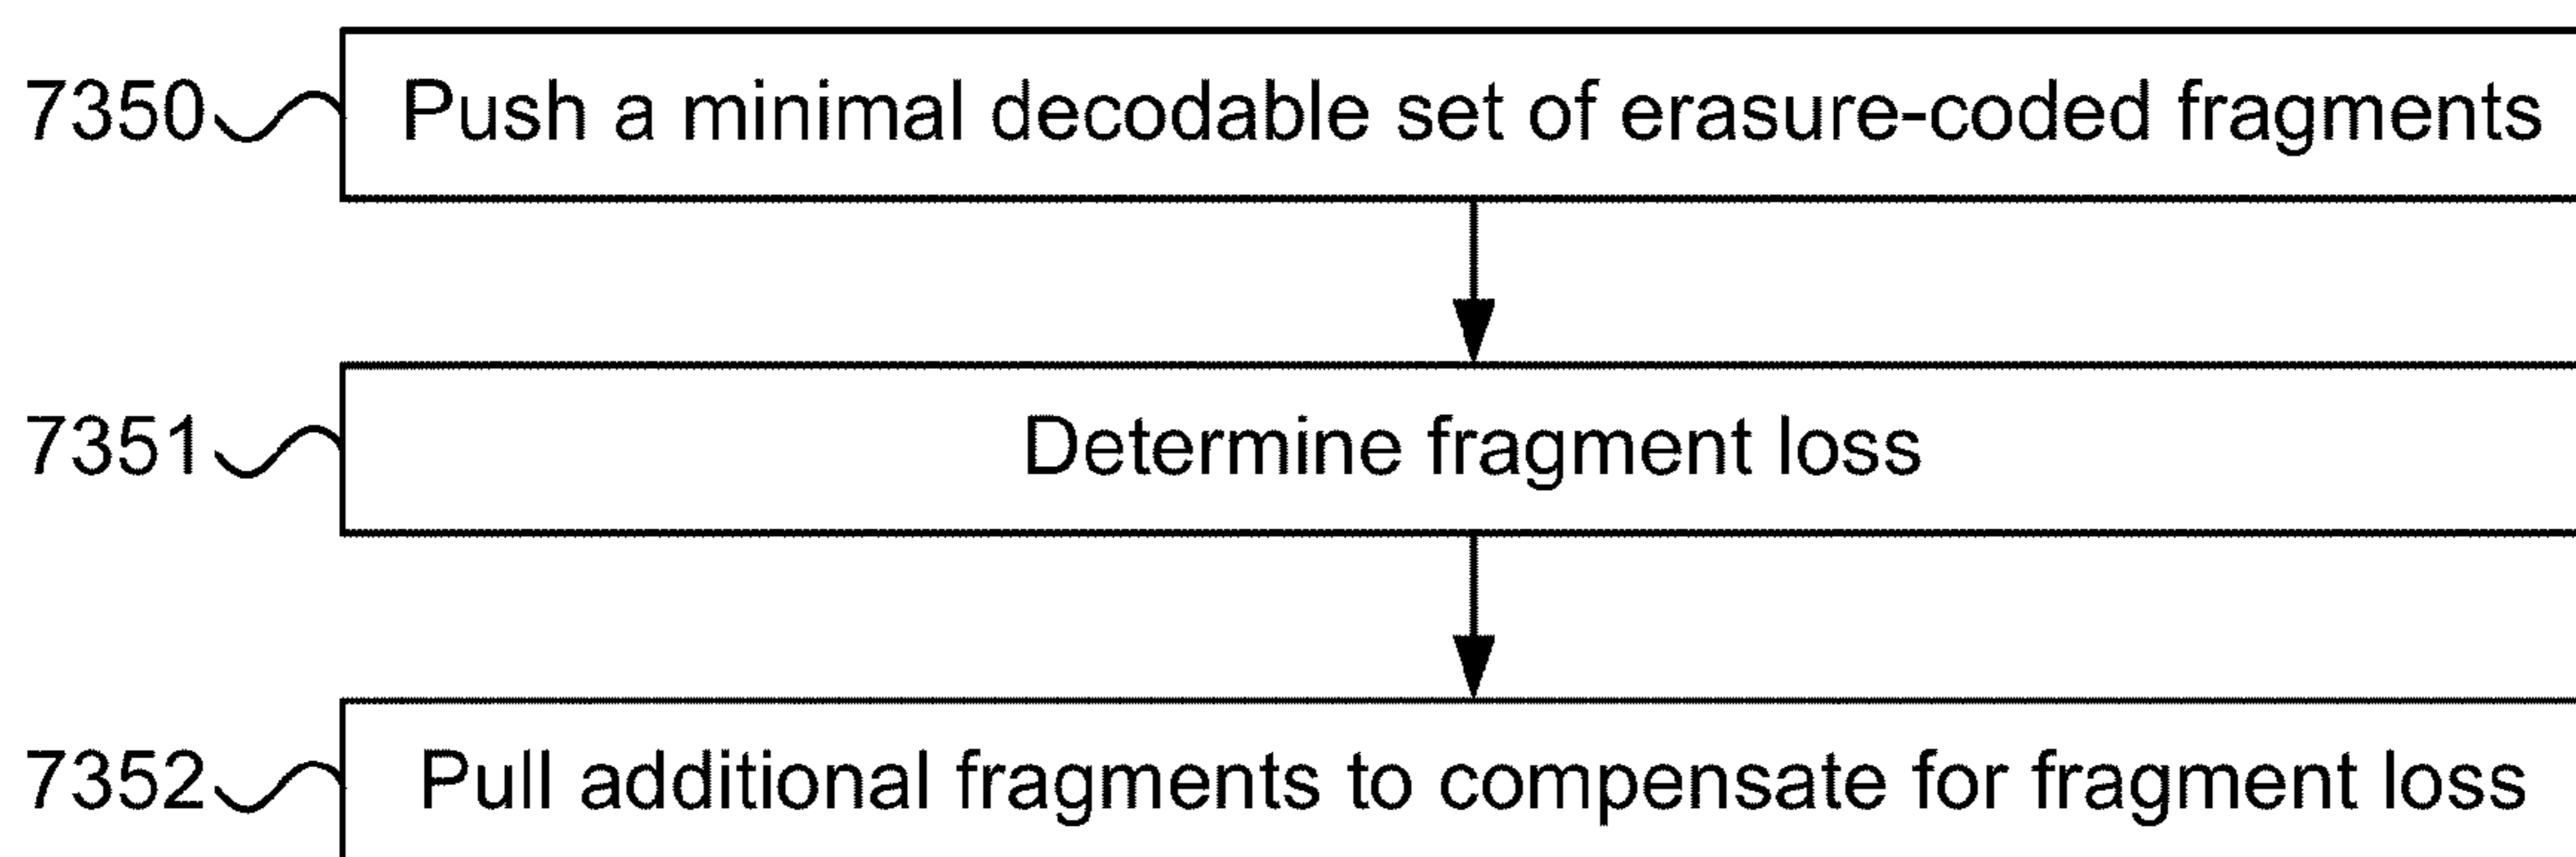 7350 Push a minimal decodable set of erasure-coded fragments
7351 Determine fragment loss
7352 Pull additional fragments to compensate for fragment loss